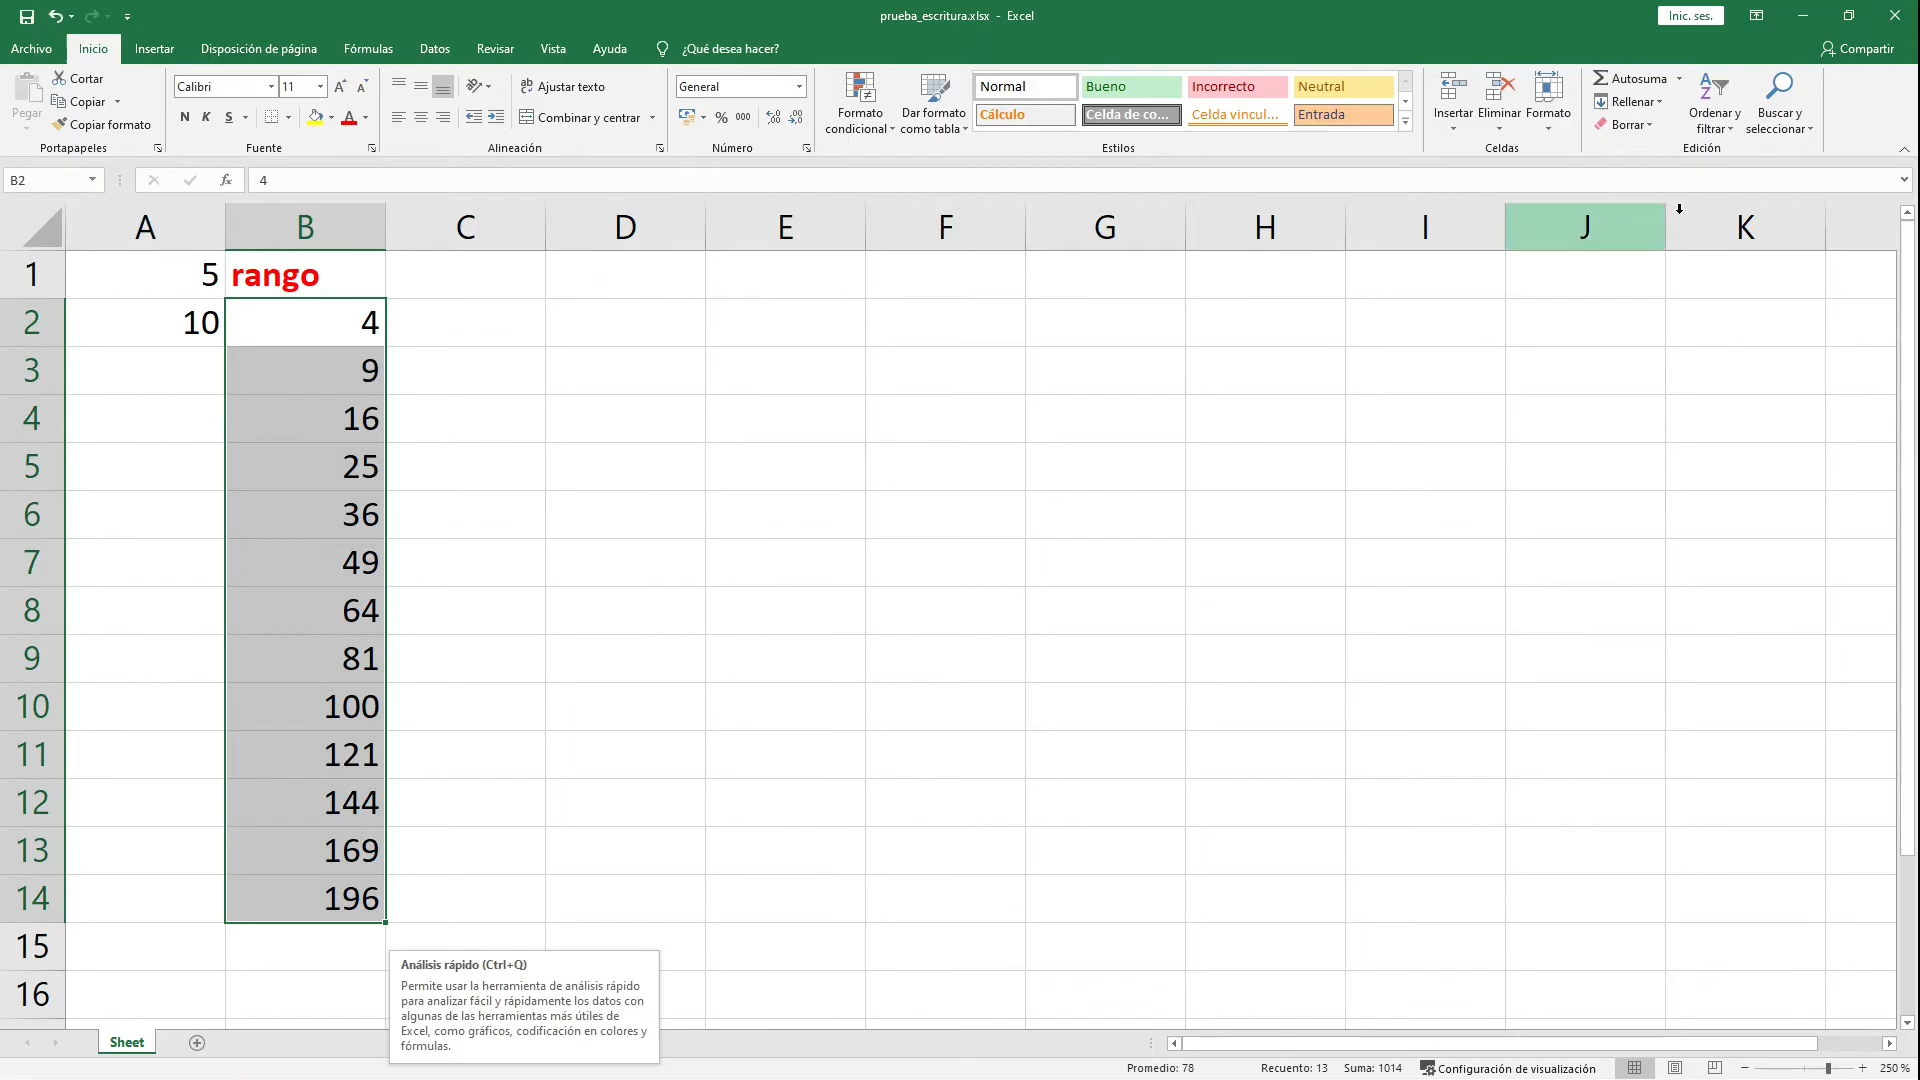 prueba_escritura.xlsx - Excel
Inic. ses.
Archivo Inicio Insertar Disposición de página Fórmulas Datos Revisar Vista Ayuda ¿Qué desea hacer? Compartir
Pegar
Cortar
Copiar
Copiar formato
Portapapeles
Calibri 11
N K S
A
Fuente
Ajustar texto
Combinar y centrar
Alineación
General
% 000
Número
Formato condicional
Dar formato como tabla
Normal Bueno Incorrecto Neutral
Cálculo Celda de co... Celda vincul... Entrada
Estilos
Insertar Eliminar Formato
Celdas
Autosuma
Rellenar
Borrar
Ordenar y filtrar
Buscar y seleccionar
Edición
B2 fx 4
A B C D E F G H I J K
1 5 rango
2 10 4
3 9
4 16
5 25
6 36
7 49
8 64
9 81
10 100
11 121
12 144
13 169
14 196
15
16
Análisis rápido (Ctrl+Q)
Permite usar la herramienta de análisis rápido
para analizar fácil y rápidamente los datos con
algunas de las herramientas más útiles de
Excel, como gráficos, codificación en colores y
fórmulas.
Sheet
Promedio: 78 Recuento: 13 Suma: 1014 Configuración de visualización 250 %